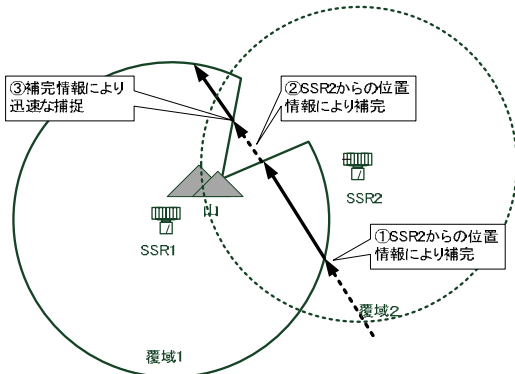 ③補完情報により
迅速な捕捉
②SSR2からの位置
情報により補完
SSR2
山
SSR1
①SSR2からの位置
情報により補完
覆域2
覆域1